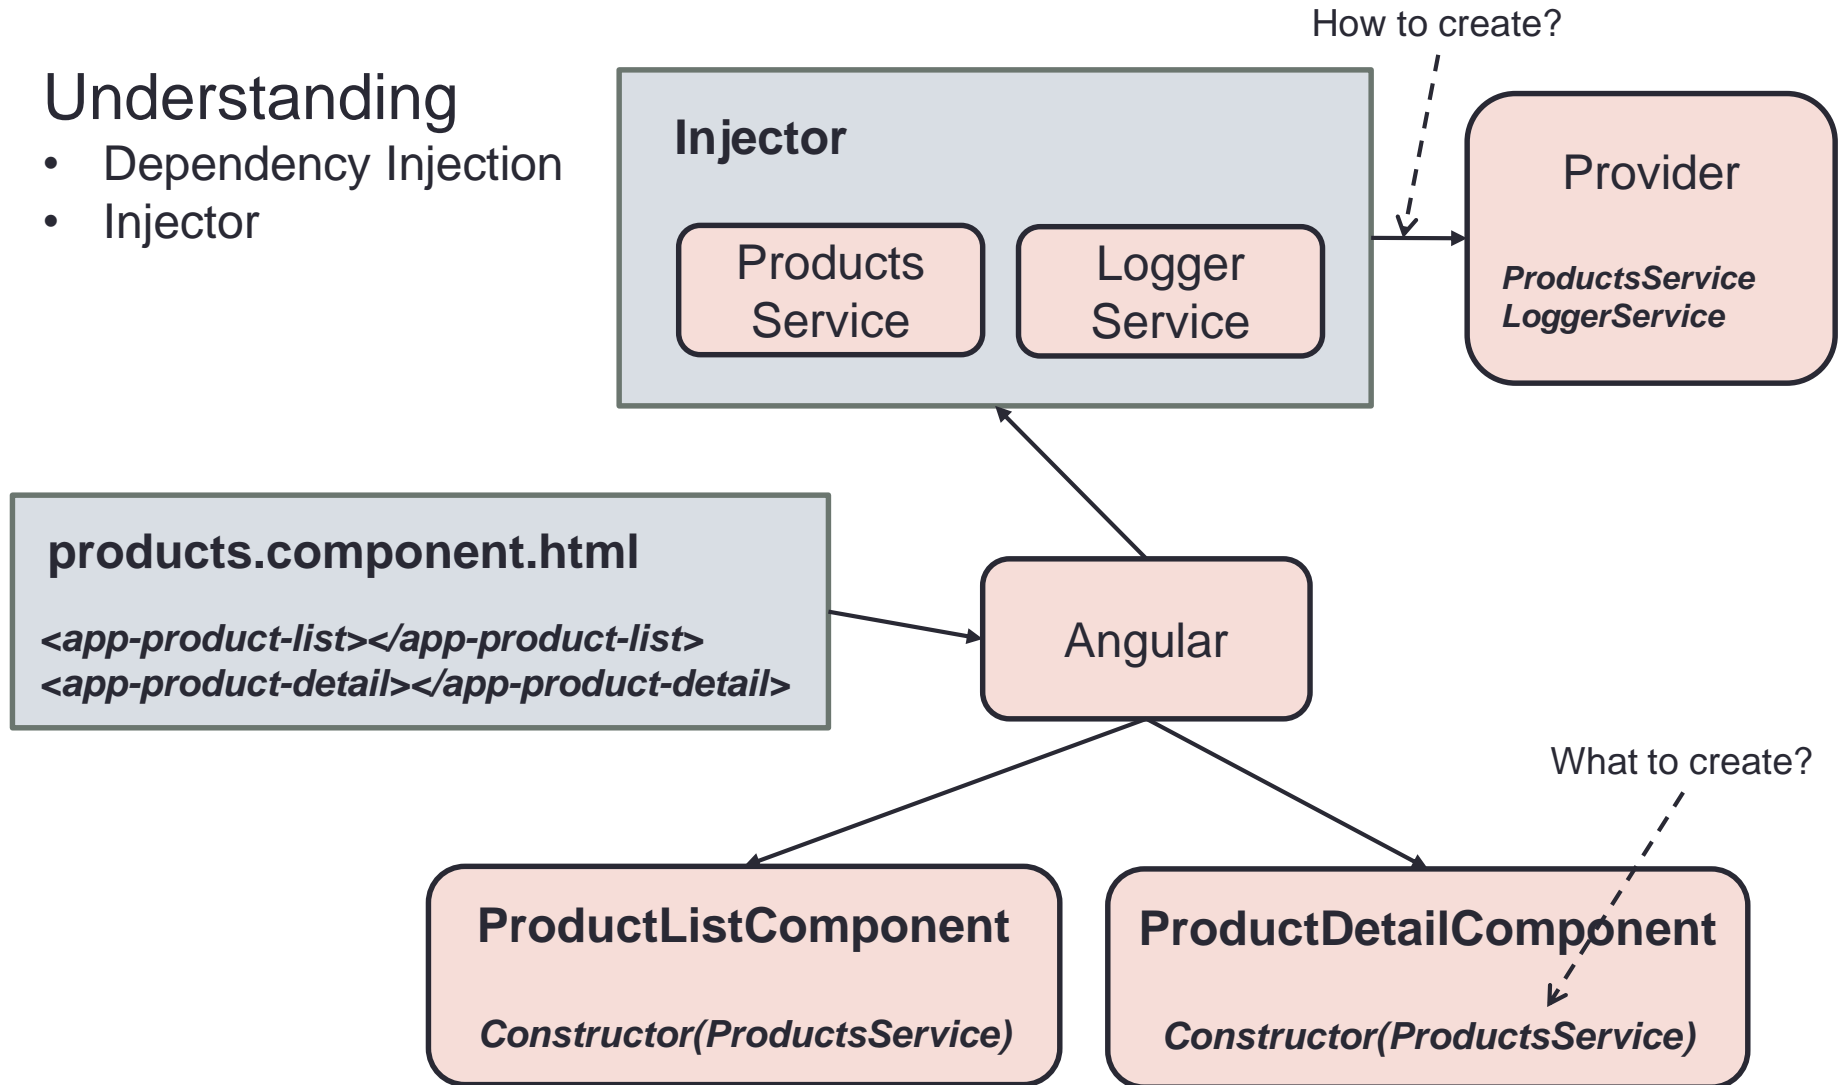 How to create?
Understanding
• Dependency Injection
• Injector
Injector
Products
Service
Logger
Service
Provider
ProductsService
LoggerService
products.component.html
<app-product-list></app-product-list>
<app-product-detail></app-product-detail>
Angular
What to create?
ProductListComponent
Constructor(ProductsService)
ProductDetailComponent
Constructor(ProductsService)